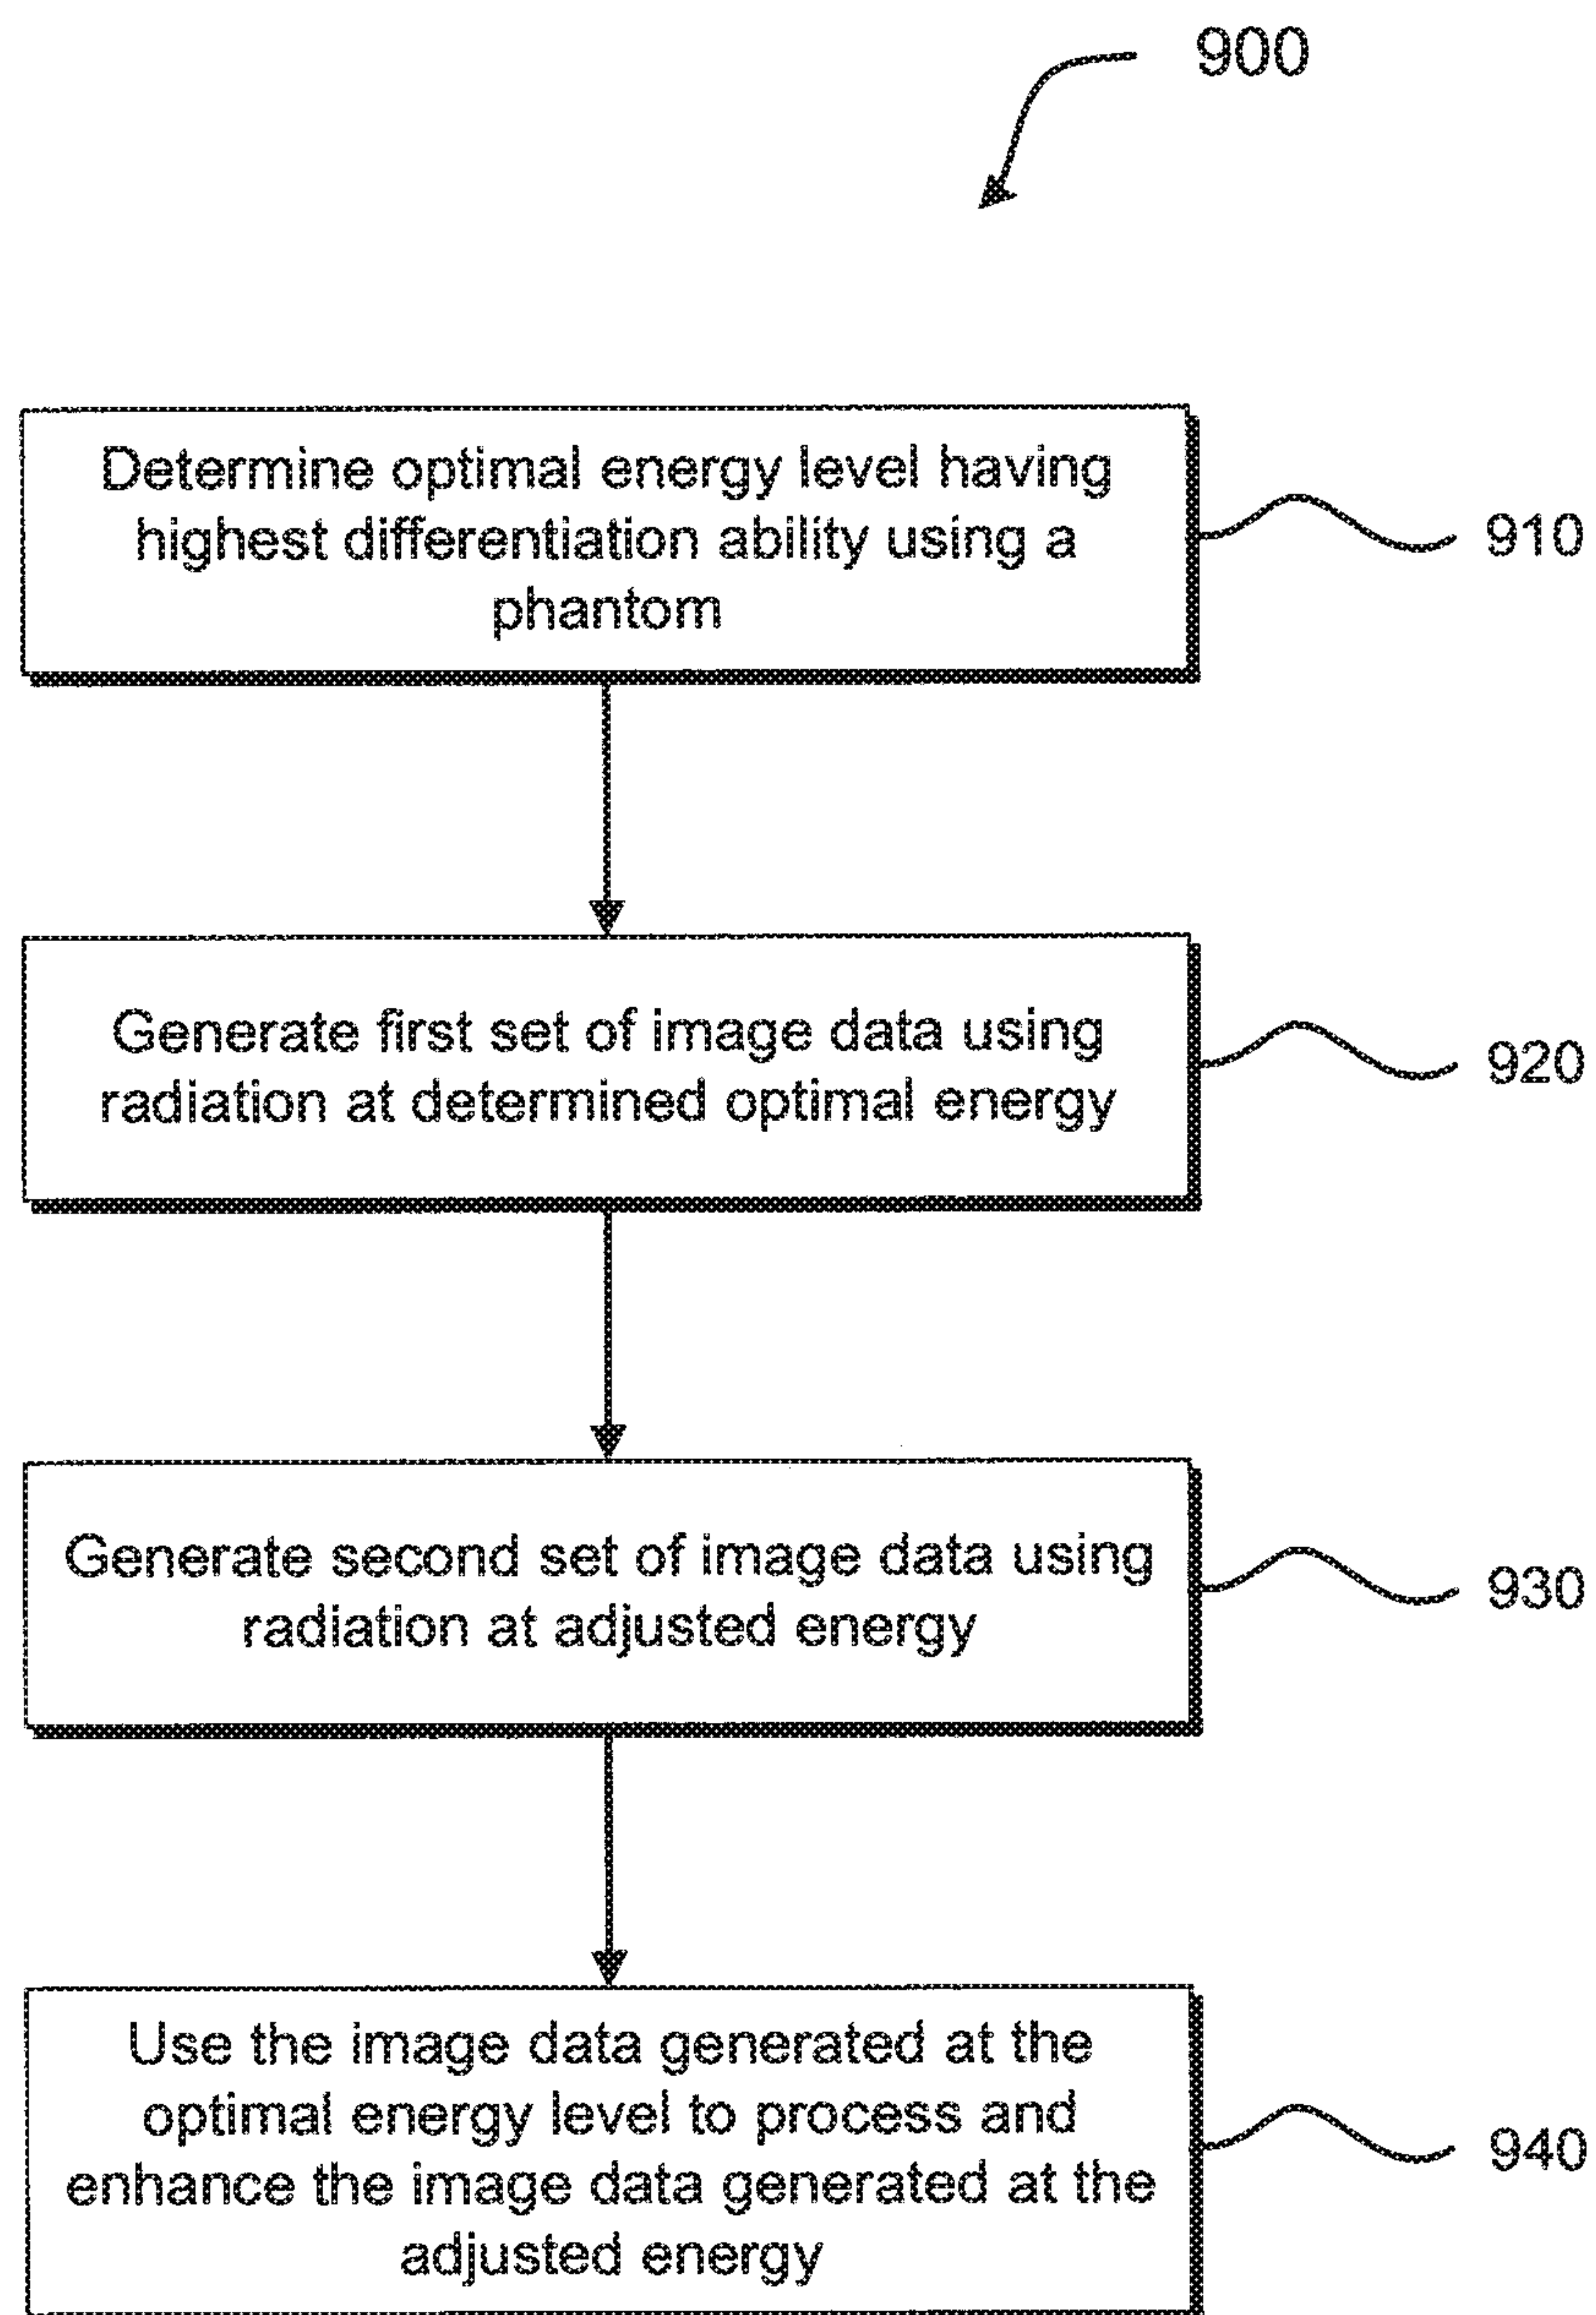 900
Determine optimal energy level having
highest differentiation ability using a
phantom
910
Generate first set of image data using
radiation at determined optimal energy
920
Generate second set of image data using
radiation at adjusted energy
930
Use the image data generated at the
optimal energy level to process and
enhance the image data generated at the
adjusted energy
940